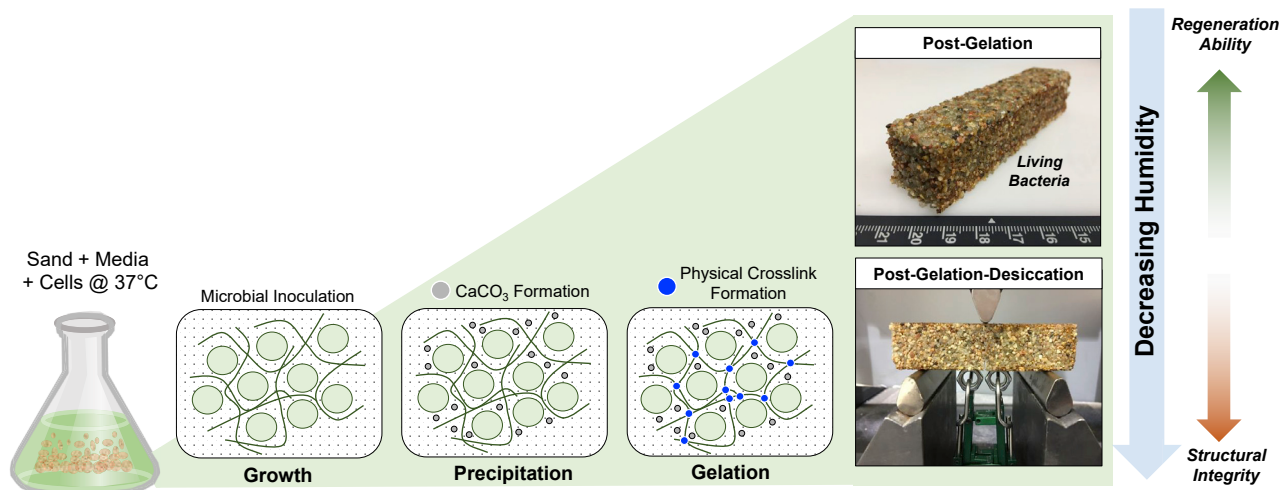 Sand + Media
+ Cells @ 37°C
Microbial Inoculation
Growth
CaCO₃ Formation
Precipitation
Physical Crosslink
Formation
Gelation
Post-Gelation
Living
Bacteria
21 20 19 18 17 16 15
Post-Gelation-Desiccation
Decreasing Humidity
Regeneration
Ability
Structural
Integrity